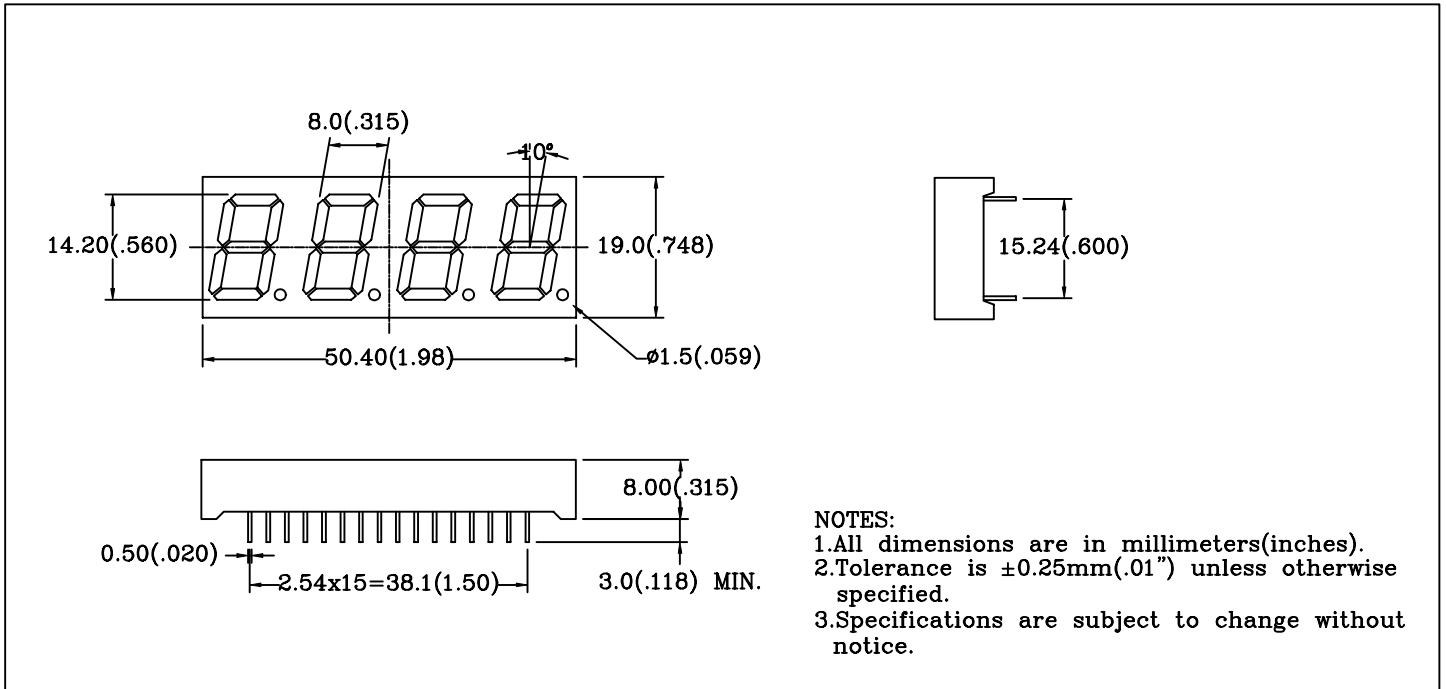 8.0(.315)
10°
14.20(.560)
19.0(.748)
15.24(.600)
50.40(1.98)
ø1.5(.059)
8.00(.315)
0.50(.020)
2.54x15=38.1(1.50)
3.0(.118) MIN.
NOTES:
1.All dimensions are in millimeters(inches).
2.Tolerance is ±0.25mm(.01") unless otherwise
specified.
3.Specifications are subject to change without
notice.